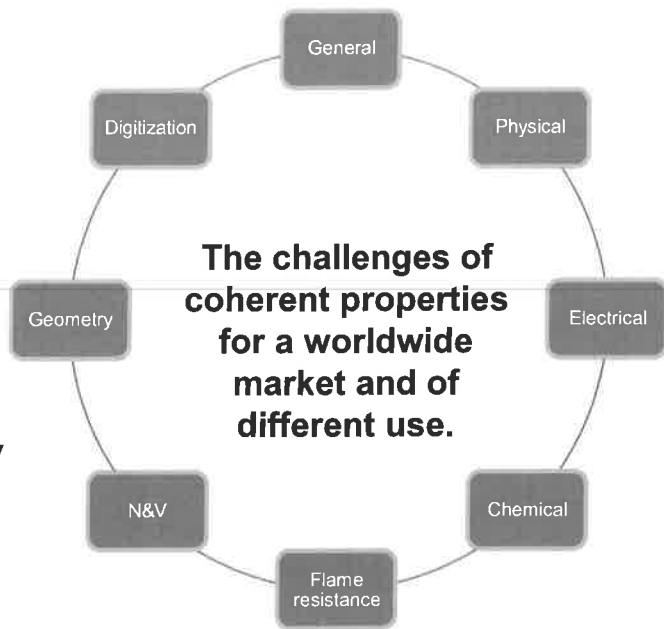 General
Physical
Electrical
Chemical
Flame
resistance
N&V
Geometry
Digitization
The challenges of
coherent properties
for a worldwide
market and of
different use.